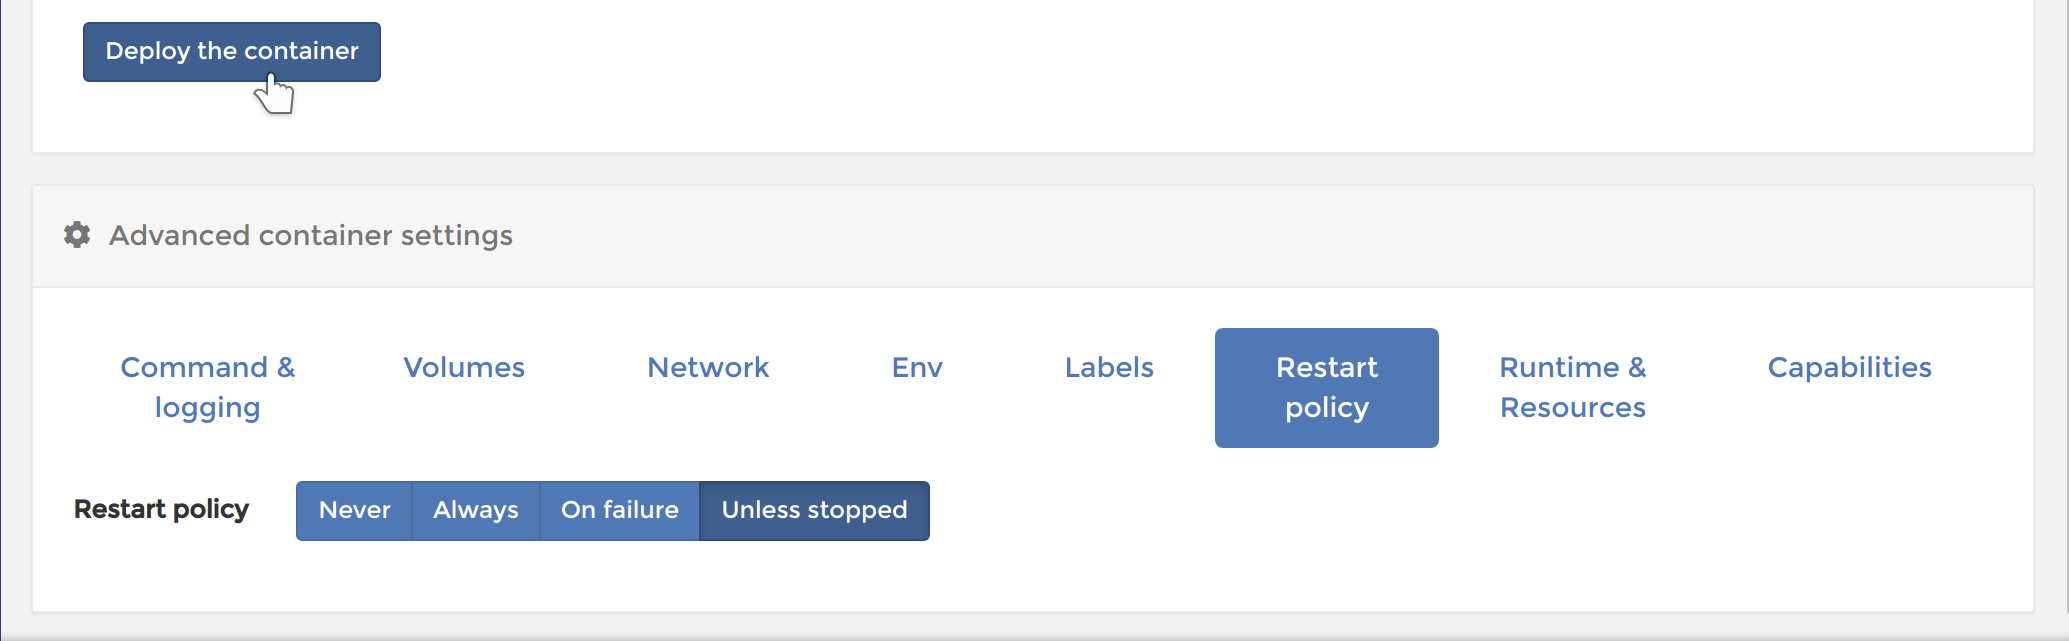 Deploy the container
Advanced container settings
Command &
logging
Volumes
Network
Env
Labels
Restart
policy
Runtime &
Resources
Capabilities
Restart policy
Never
Always
On failure
Unless stopped